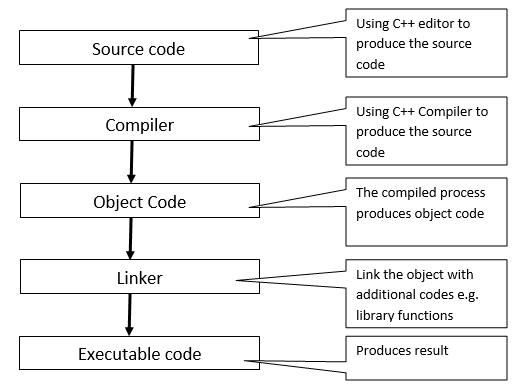 Source code
Using C++ editor to
produce the source
code
Compiler
Using C++ Compiler to
produce the source
code
Object Code
The compiled process
produces object code
Linker
Link the object with
additional codes e.g.
library functions
Executable code
Produces result